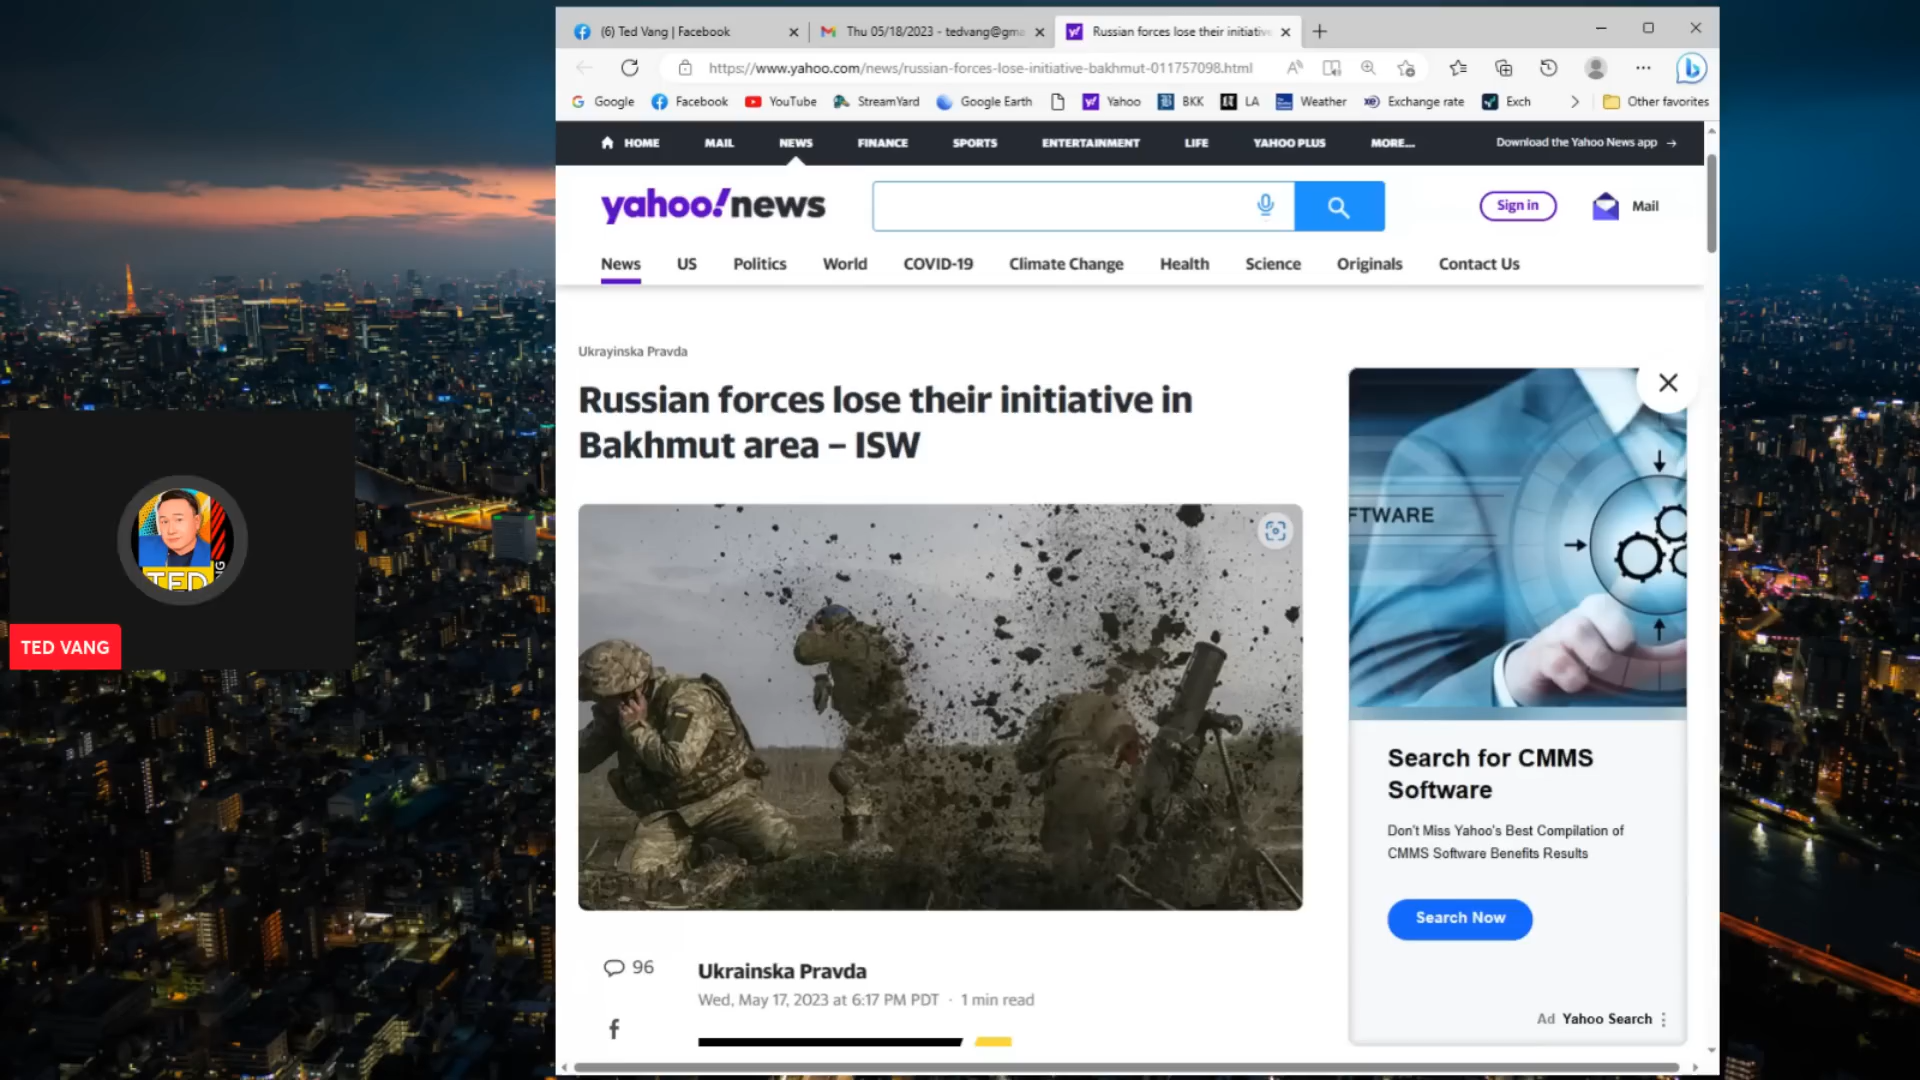 (6) Ted Vang | Facebook
Thu 05/18/2023 - tedvang@gma
Russian forces lose their initiative
https://www.yahoo.com/news/russian-forces-lose-initiative-bakhmut-011757098.html
Google
Facebook
YouTube
StreamYard
Google Earth
Yahoo
BKK
LA
Weather
Exchange rate
Exch
Other favorites
HOME
MAIL
NEWS
FINANCE
SPORTS
ENTERTAINMENT
LIFE
YAHOO PLUS
MORE...
Download the Yahoo News app →
yahoo!news
Sign in
Mail
News
US
Politics
World
COVID-19
Climate Change
Health
Science
Originals
Contact Us
Ukrayinska Pravda
Russian forces lose their initiative in
Bakhmut area – ISW
FTWARE
TED
NG
TED VANG
Search for CMMS
Software
Don't Miss Yahoo's Best Compilation of
CMMS Software Benefits Results
Search Now
Ad Yahoo Search
96
Ukrainska Pravda
Wed, May 17, 2023 at 6:17 PM PDT · 1 min read